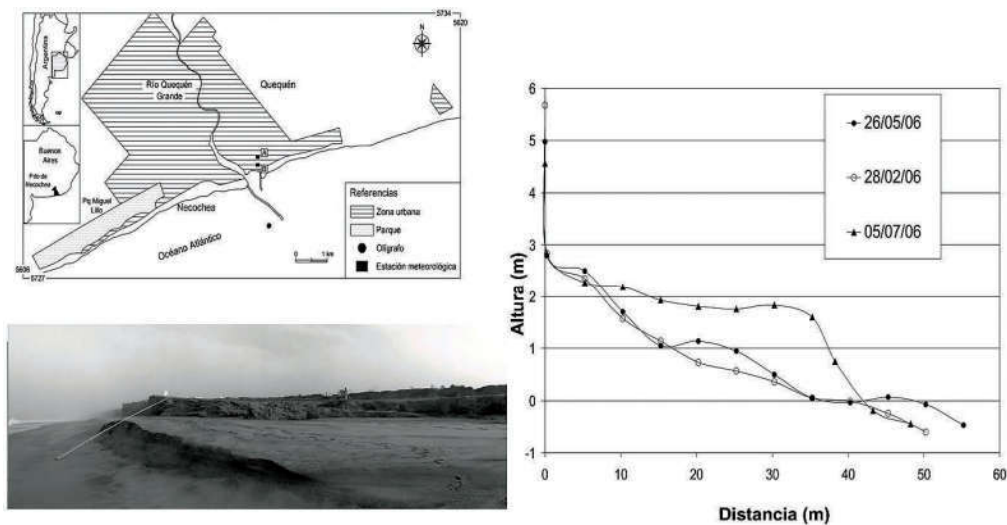 5734
5620
N
Argentina
Río Quequén
Grande
Quequén
Buenos
Aires
Pdo de
Necochea
A
Pq Miguel
Lillo
Necochea
Océano Atlántico
0 1 km
5606
5727
Referencias
Zona urbana
Parque
Olígrafo
Estación meteorológica
6
5
4
3
2
1
0
-1
0 10 20 30 40 50 60
Altura (m)
Distancia (m)
26/05/06
28/02/06
05/07/06